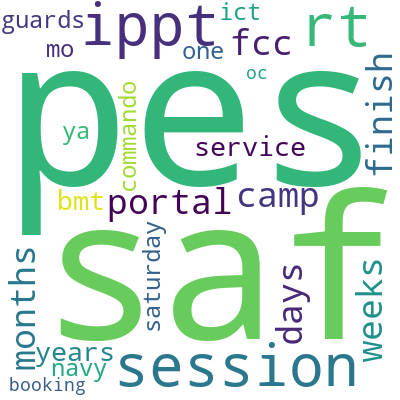 guards
ippt
ict
rt
mo
one
fcc
oc
finish
pes
ya
commando
service
bmt
portal
camp
saf
months
saturday
days
weeks
years
navy
session
booking